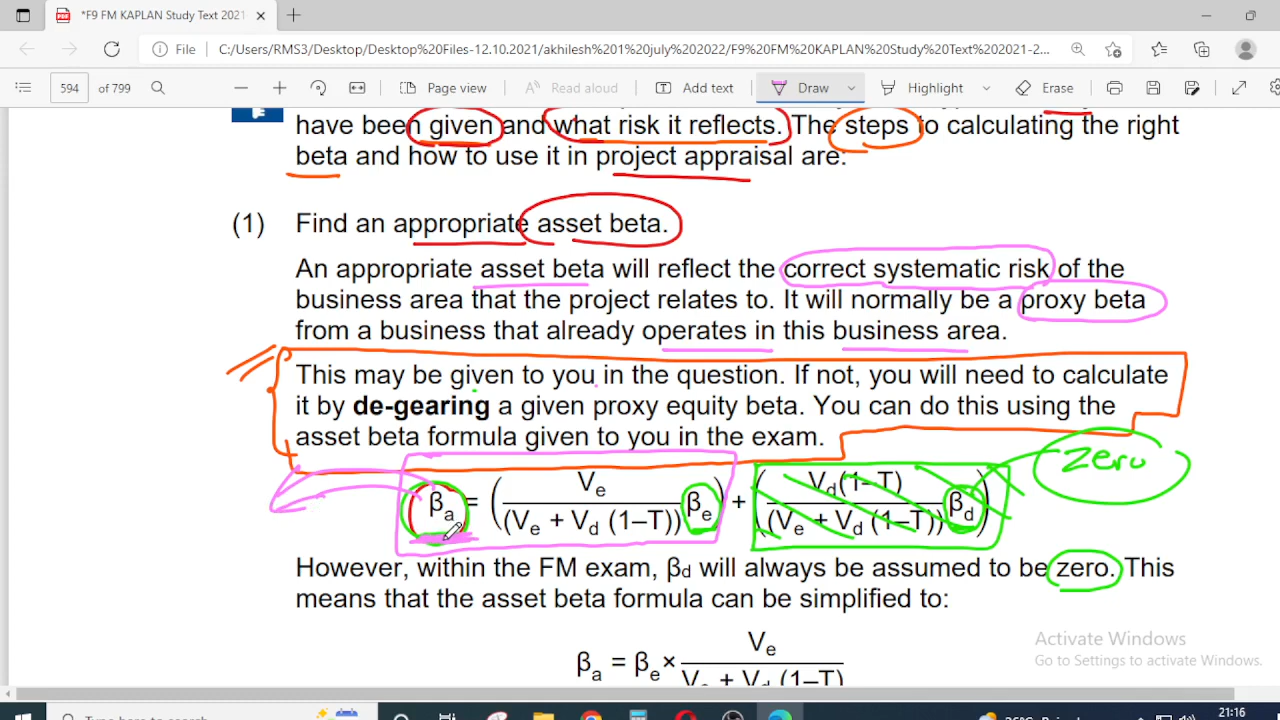 *F9 FM KAPLAN Study Text 2021
File
C:/Users/RMS3/Desktop/Desktop%20Files-12.10.2021/akhilesh%201%20july%202022/F9%20FM%20KAPLAN%20Study%20Text%202021-2...
594 of 799
Page view
Read aloud
Add text
Draw
Highlight
Erase
have been given and what risk it reflects. The steps to calculating the right
beta and how to use it in project appraisal are:
(1) Find an appropriate asset beta.
An appropriate asset beta will reflect the correct systematic risk of the
business area that the project relates to. It will normally be a proxy beta
from a business that already operates in this business area.
This may be given to you in the question. If not, you will need to calculate
it by de-gearing a given proxy equity beta. You can do this using the
asset beta formula given to you in the exam.
zero
βa = (Ve / (Ve + Vd (1–T)) βe) + (Vd(1–T) / (Ve + Vd (1–T)) βd)
However, within the FM exam, βd will always be assumed to be zero. This
means that the asset beta formula can be simplified to:
βa = βe × Ve / Ve + Vd (1–T)
Activate Windows
Go to Settings to activate Windows.
Type here to search
21:16